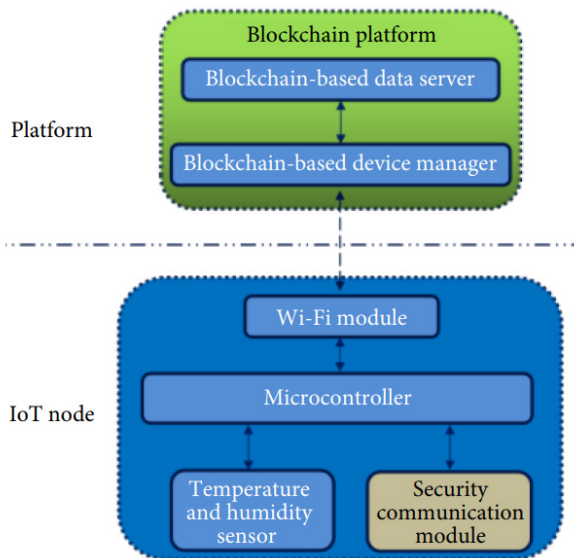 Blockchain platform
Blockchain-based data server
Platform
Blockchain-based device manager
Wi-Fi module
Microcontroller
IoT node
Temperature
and humidity
sensor
Security
communication
module